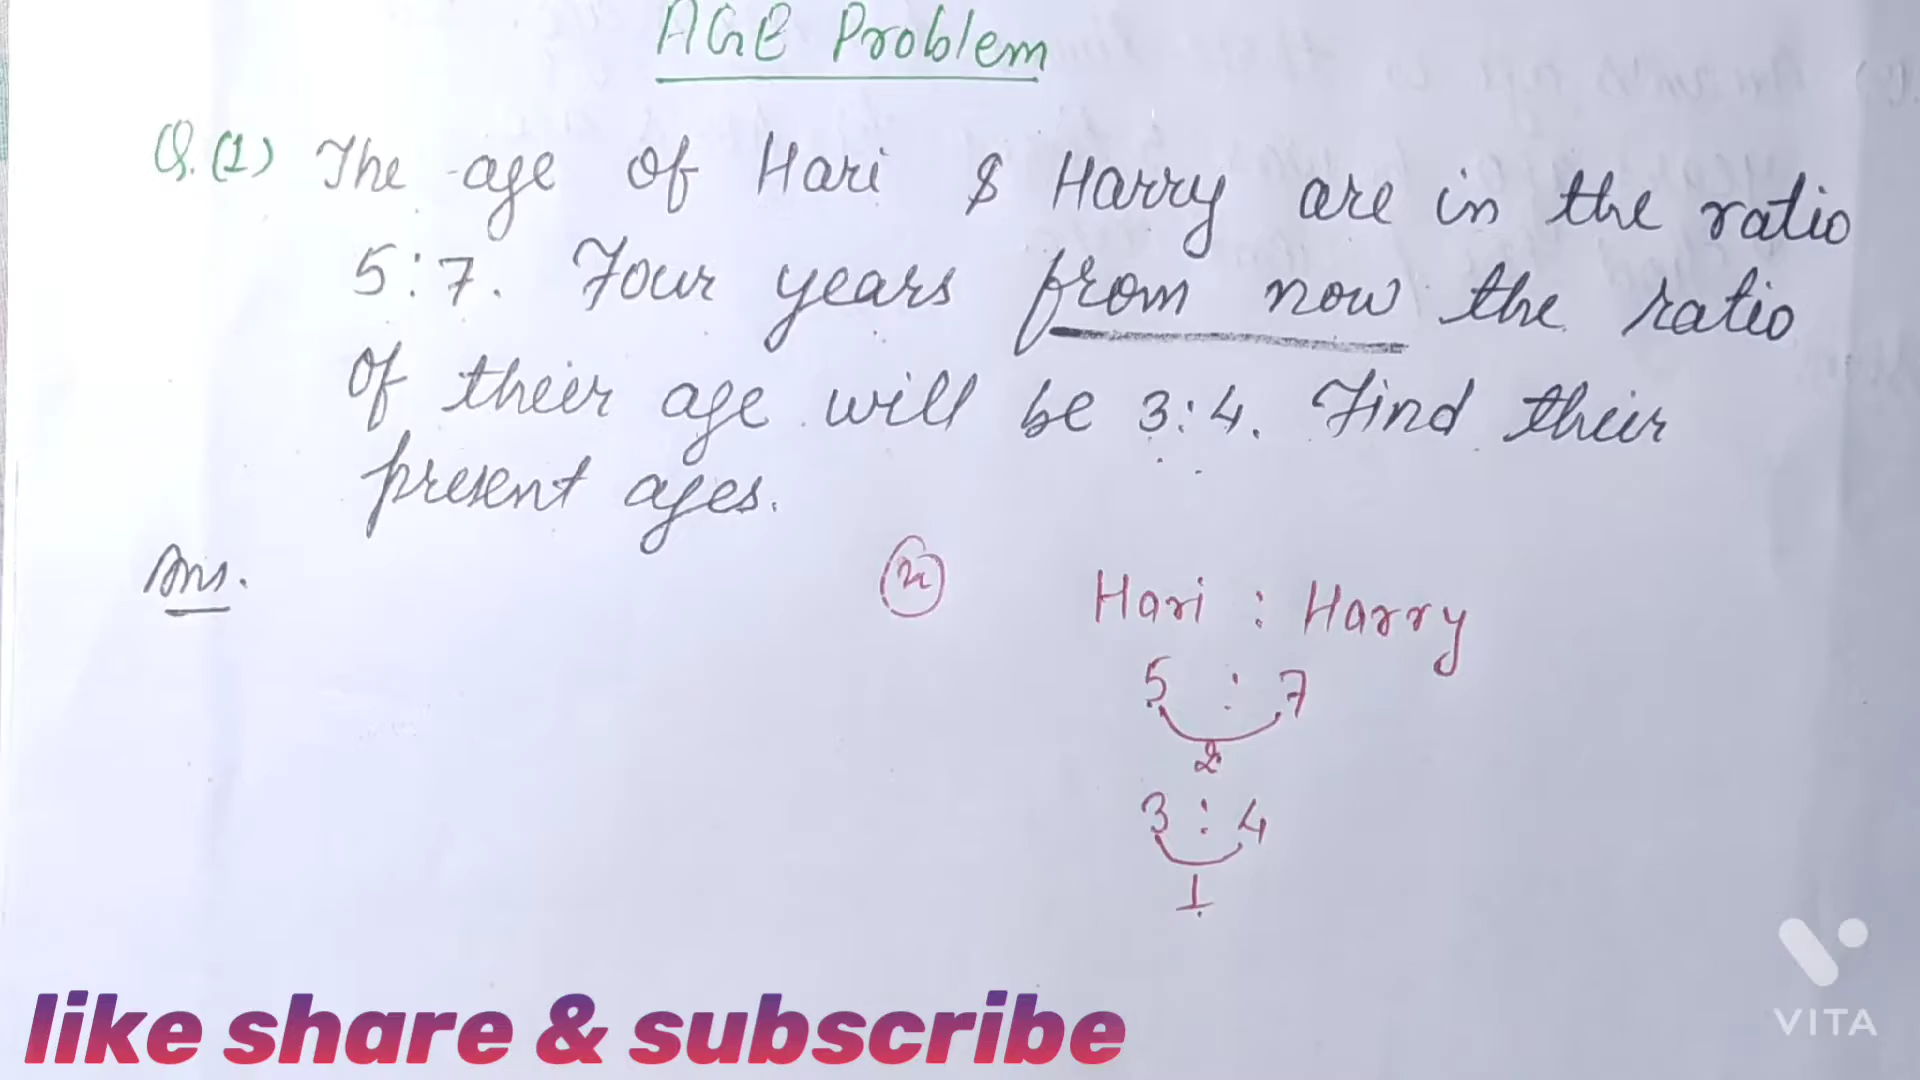 AGE Problem
Q.(1) The age of Hari & Harry are in the ratio
5:7. Four years from now the ratio
of their age will be 3:4. Find their
present ages.
Ans.
Hari : Harry
5 : 7
2
3 : 4
1
like share & subscribe
VITA